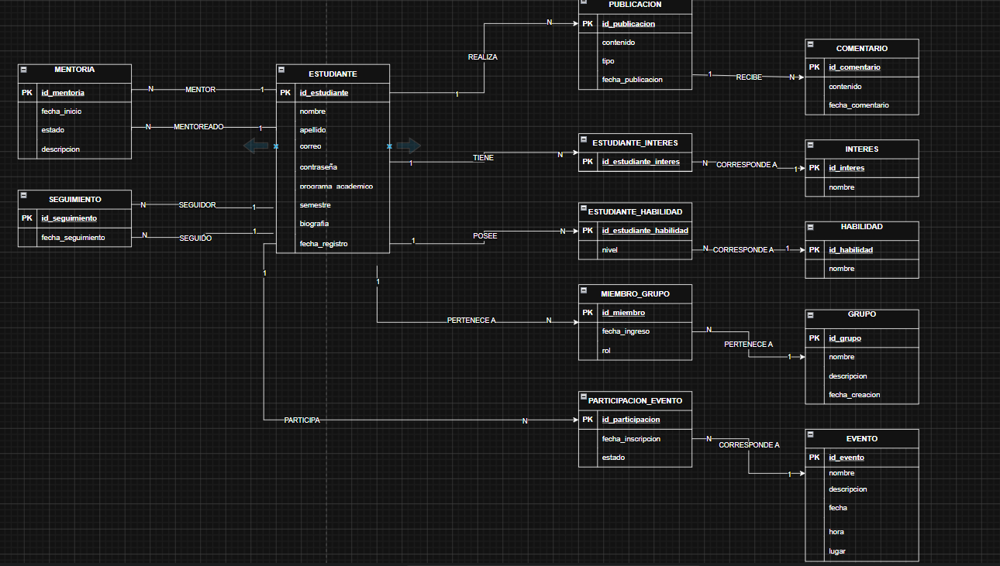 PUBLICACION
PK id_publicacion
contenido
tipo
fecha_publicacion
COMENTARIO
PK id_comentario
contenido
fecha_comentario
MENTORIA
PK id_mentoria
fecha_inicio
estado
descripcion
ESTUDIANTE
PK id_estudiante
nombre
apellido
correo
contraseña
programa_academico
semestre
biografia
fecha_registro
N MENTOR 1
N MENTOREADO 1
1 REALIZA N
1 RECIBE N
ESTUDIANTE_INTERES
PK id_estudiante_interes
1 TIENE N
N CORRESPONDE A 1
INTERES
PK id_interes
nombre
SEGUIMIENTO
PK id_seguimiento
fecha_seguimiento
N SEGUIDOR 1
N SEGUIDO 1
ESTUDIANTE_HABILIDAD
PK id_estudiante_habilidad
nivel
1 POSEE N
N CORRESPONDE A 1
HABILIDAD
PK id_habilidad
nombre
MIEMBRO_GRUPO
PK id_miembro
fecha_ingreso
rol
1 PERTENECE A N
N PERTENECE A 1
GRUPO
PK id_grupo
nombre
descripcion
fecha_creacion
PARTICIPACION_EVENTO
PK id_participacion
fecha_inscripcion
estado
1 PARTICIPA N
N CORRESPONDE A 1
EVENTO
PK id_evento
nombre
descripcion
fecha
hora
lugar